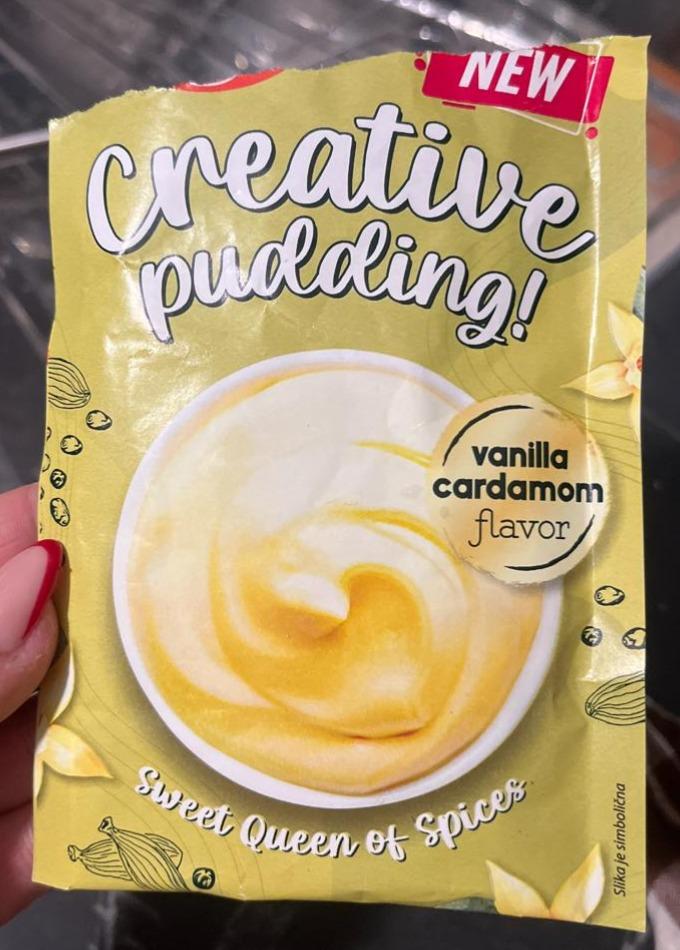 NEW
Creative
pudding!
vanilla
cardamom
flavor
Sweet Queen of Spices
Slika je simbolična